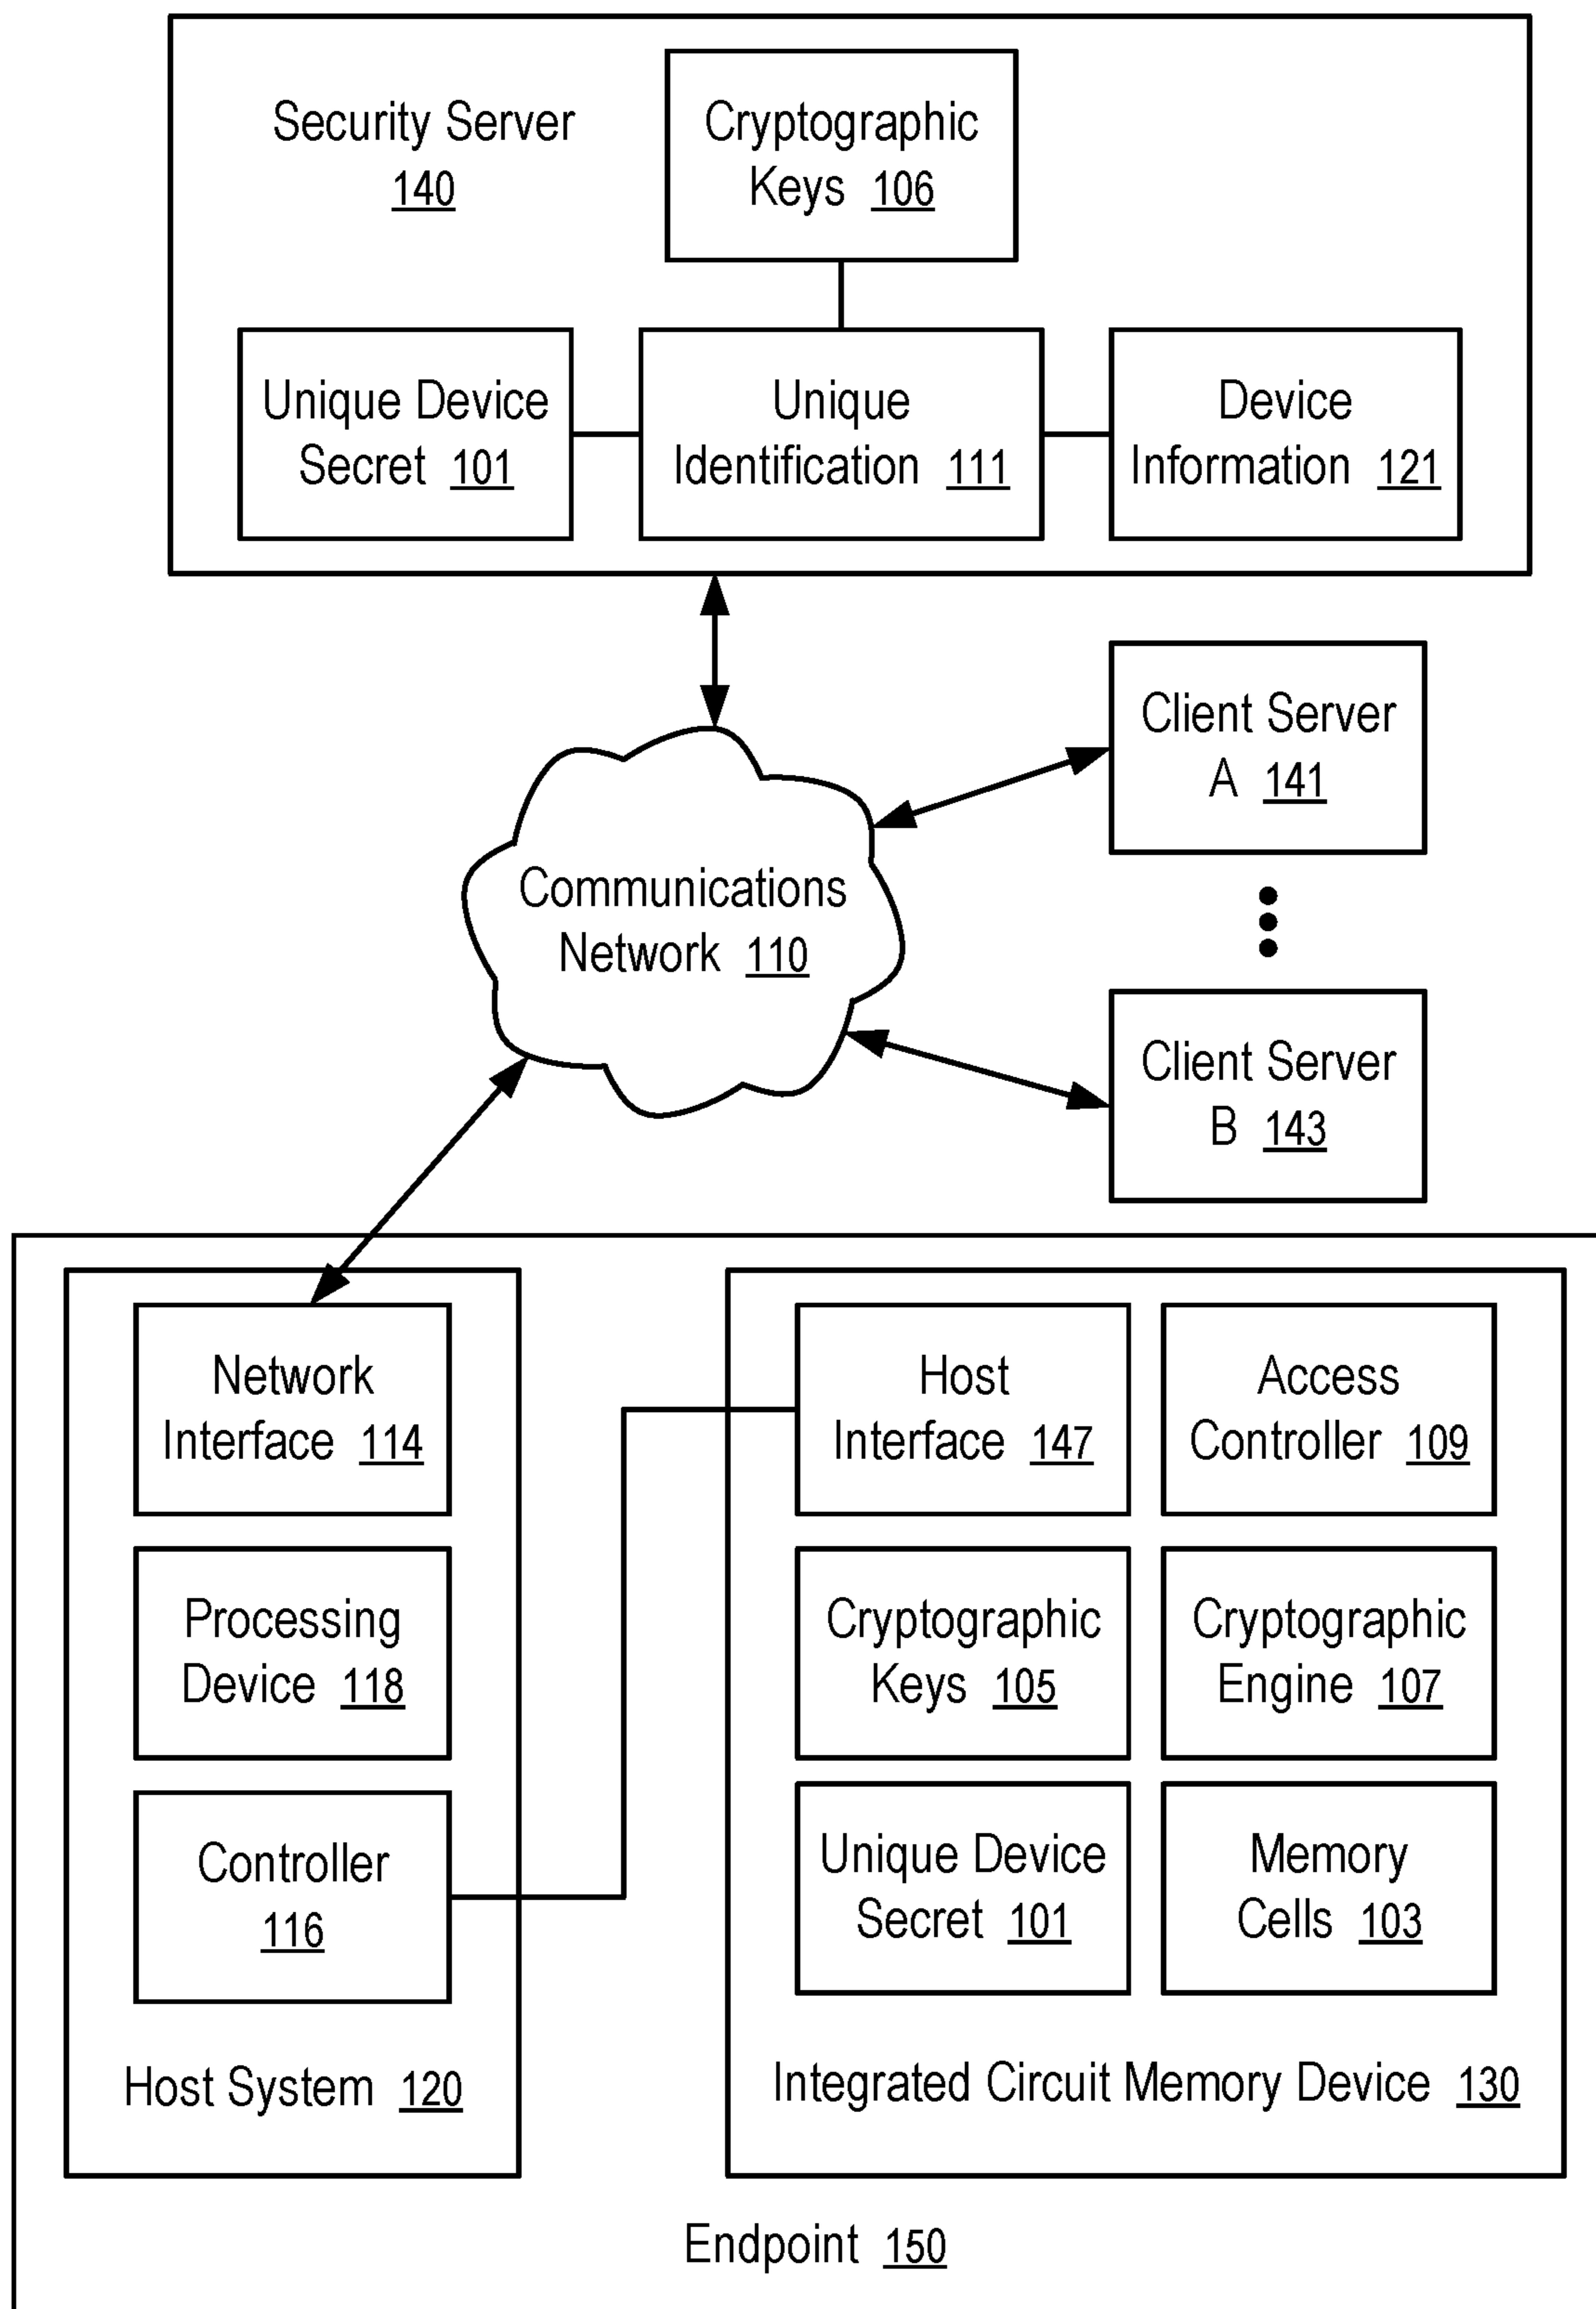 Security Server
140
Cryptographic
Keys 106
Unique Device
Secret 101
Unique
Identification 111
Device
Information 121
Client Server
A 141
Communications
Network 110
Client Server
B 143
Network
Interface 114
Processing
Device 118
Controller
116
Host System 120
Host
Interface 147
Access
Controller 109
Cryptographic
Keys 105
Cryptographic
Engine 107
Unique Device
Secret 101
Memory
Cells 103
Integrated Circuit Memory Device 130
Endpoint 150